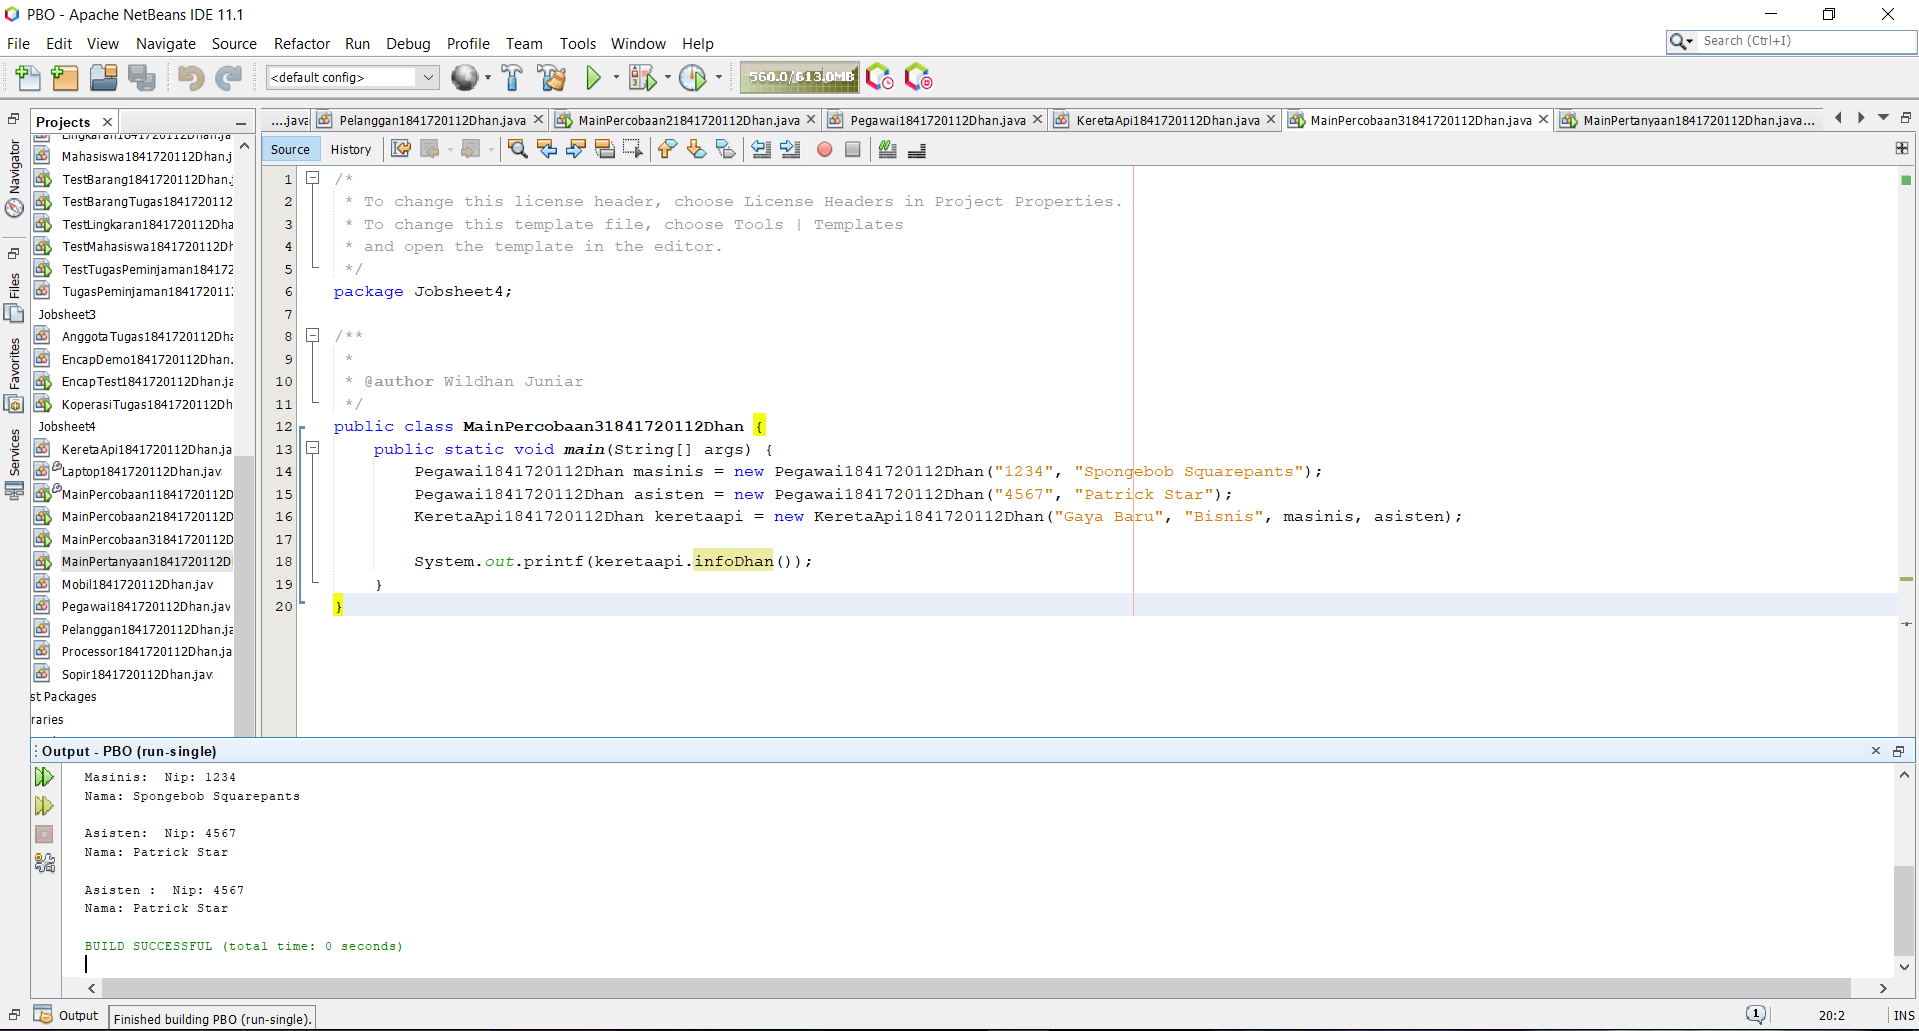 PBO - Apache NetBeans IDE 11.1
File Edit View Navigate Source Refactor Run Debug Profile Team Tools Window Help
Search (Ctrl+I)
<default config>
560.0/613.0MB
Projects
....java
Pelanggan1841720112Dhan.java
MainPercobaan21841720112Dhan.java
Pegawai1841720112Dhan.java
KeretaApi1841720112Dhan.java
MainPercobaan31841720112Dhan.java
MainPertanyaan1841720112Dhan.java...
Source History
Navigator
Files
Favorites
Services
Mahasiswa1841720112Dhan.j
TestBarang1841720112Dhan.j
TestBarangTugas184172011
TestLingkaran1841720112Dha
TestMahasiswa1841720112Dh
TestTugasPeminjaman184172
TugasPeminjaman184172011
Jobsheet3
AnggotaTugas1841720112Dha
EncapDemo1841720112Dhan.
EncapTest1841720112Dhan.ja
KoperasiTugas1841720112Dh
Jobsheet4
KeretaApi1841720112Dhan.ja
Laptop1841720112Dhan.jav
MainPercobaan11841720112D
MainPercobaan21841720112D
MainPercobaan31841720112D
MainPertanyaan1841720112D
Mobil1841720112Dhan.jav
Pegawai1841720112Dhan.jav
Pelanggan1841720112Dhan.ja
Processor1841720112Dhan.ja
Sopir1841720112Dhan.jav
st Packages
raries
1 /*
2 * To change this license header, choose License Headers in Project Properties.
3 * To change this template file, choose Tools | Templates
4 * and open the template in the editor.
5 */
6 package Jobsheet4;
7
8 /**
9 *
10 * @author Wildhan Juniar
11 */
12 public class MainPercobaan31841720112Dhan {
13 public static void main(String[] args) {
14 Pegawai1841720112Dhan masinis = new Pegawai1841720112Dhan("1234", "Spongebob Squarepants");
15 Pegawai1841720112Dhan asisten = new Pegawai1841720112Dhan("4567", "Patrick Star");
16 KeretaApi1841720112Dhan keretaapi = new KeretaApi1841720112Dhan("Gaya Baru", "Bisnis", masinis, asisten);
17
18 System.out.printf(keretaapi.infoDhan());
19 }
20 }
Output - PBO (run-single)
Masinis: Nip: 1234
Nama: Spongebob Squarepants
Asisten: Nip: 4567
Nama: Patrick Star
Asisten : Nip: 4567
Nama: Patrick Star
BUILD SUCCESSFUL (total time: 0 seconds)
Output
Finished building PBO (run-single).
1
20:2
INS